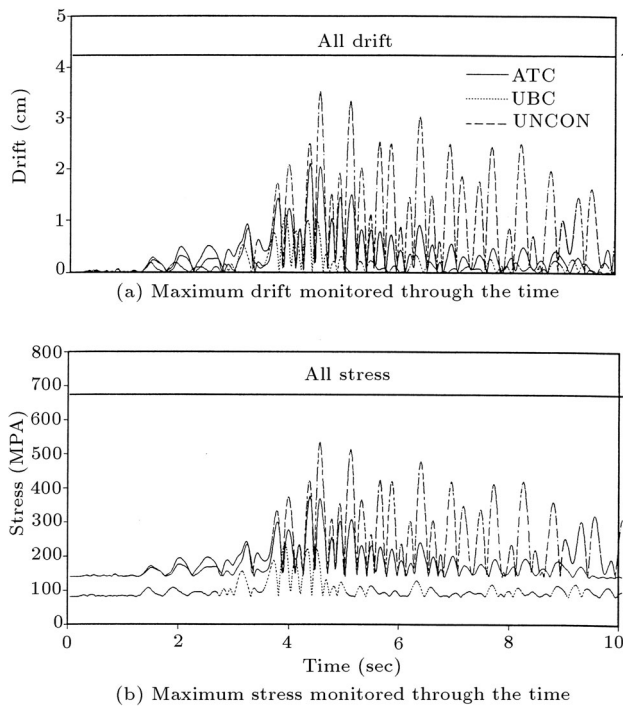 5
4
3
2
1
0
Drift (cm)
All drift
ATC
UBC
UNCON
(a) Maximum drift monitored through the time
800
700
600
500
400
300
200
100
0
Stress (MPA)
All stress
0 2 4 6 8 10
Time (sec)
(b) Maximum stress monitored through the time